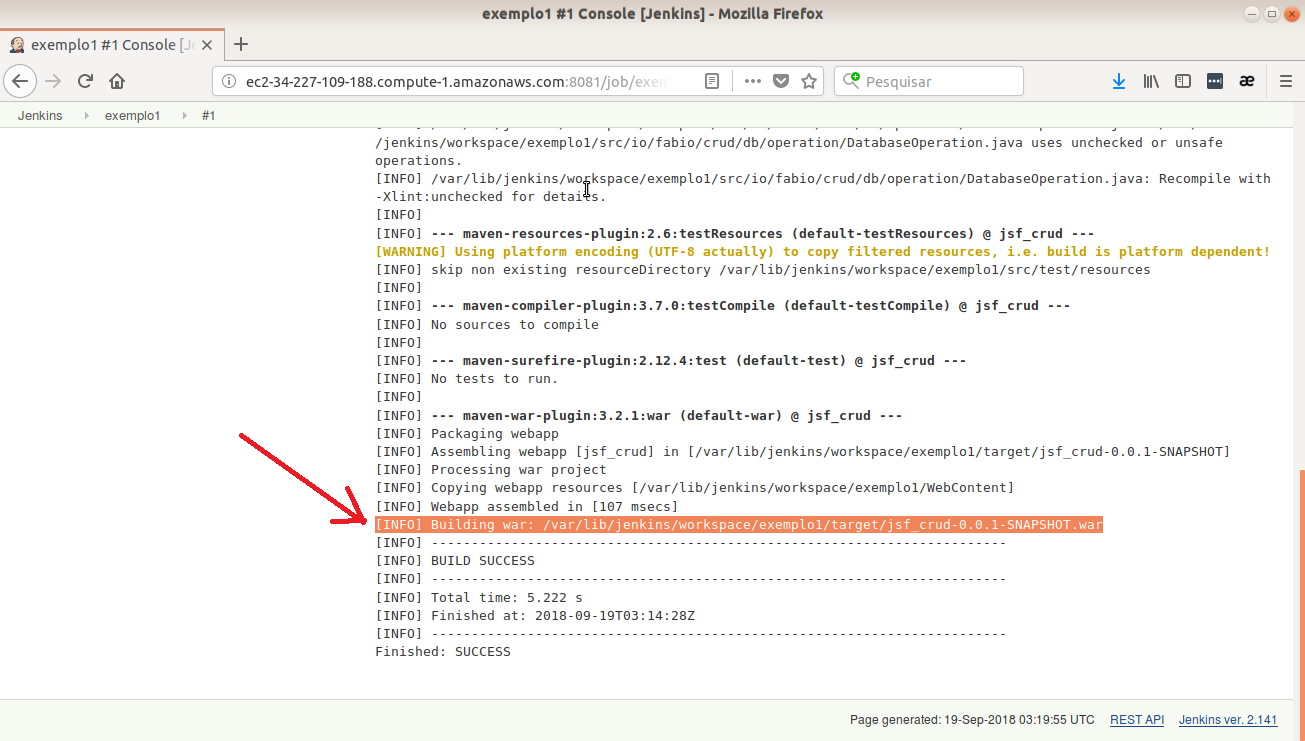 exemplo1 #1 Console [Jenkins] - Mozilla Firefox
exemplo1 #1 Console [Je
ec2-34-227-109-188.compute-1.amazonaws.com:8081/job/exem
Pesquisar
æ
Jenkins
exemplo1
#1
/jenkins/workspace/exemplo1/src/io/fabio/crud/db/operation/DatabaseOperation.java uses unchecked or unsafe
operations.
[INFO] /var/lib/jenkins/workspace/exemplo1/src/io/fabio/crud/db/operation/DatabaseOperation.java: Recompile with
-Xlint:unchecked for details.
[INFO]
[INFO] --- maven-resources-plugin:2.6:testResources (default-testResources) @ jsf_crud ---
[WARNING] Using platform encoding (UTF-8 actually) to copy filtered resources, i.e. build is platform dependent!
[INFO] skip non existing resourceDirectory /var/lib/jenkins/workspace/exemplo1/src/test/resources
[INFO]
[INFO] --- maven-compiler-plugin:3.7.0:testCompile (default-testCompile) @ jsf_crud ---
[INFO] No sources to compile
[INFO]
[INFO] --- maven-surefire-plugin:2.12.4:test (default-test) @ jsf_crud ---
[INFO] No tests to run.
[INFO]
[INFO] --- maven-war-plugin:3.2.1:war (default-war) @ jsf_crud ---
[INFO] Packaging webapp
[INFO] Assembling webapp [jsf_crud] in [/var/lib/jenkins/workspace/exemplo1/target/jsf_crud-0.0.1-SNAPSHOT]
[INFO] Processing war project
[INFO] Copying webapp resources [/var/lib/jenkins/workspace/exemplo1/WebContent]
[INFO] Webapp assembled in [107 msecs]
[INFO] Building war: /var/lib/jenkins/workspace/exemplo1/target/jsf_crud-0.0.1-SNAPSHOT.war
[INFO] ------------------------------------------------------------------------
[INFO] BUILD SUCCESS
[INFO] ------------------------------------------------------------------------
[INFO] Total time: 5.222 s
[INFO] Finished at: 2018-09-19T03:14:28Z
[INFO] ------------------------------------------------------------------------
Finished: SUCCESS
Page generated: 19-Sep-2018 03:19:55 UTC
REST API
Jenkins ver. 2.141